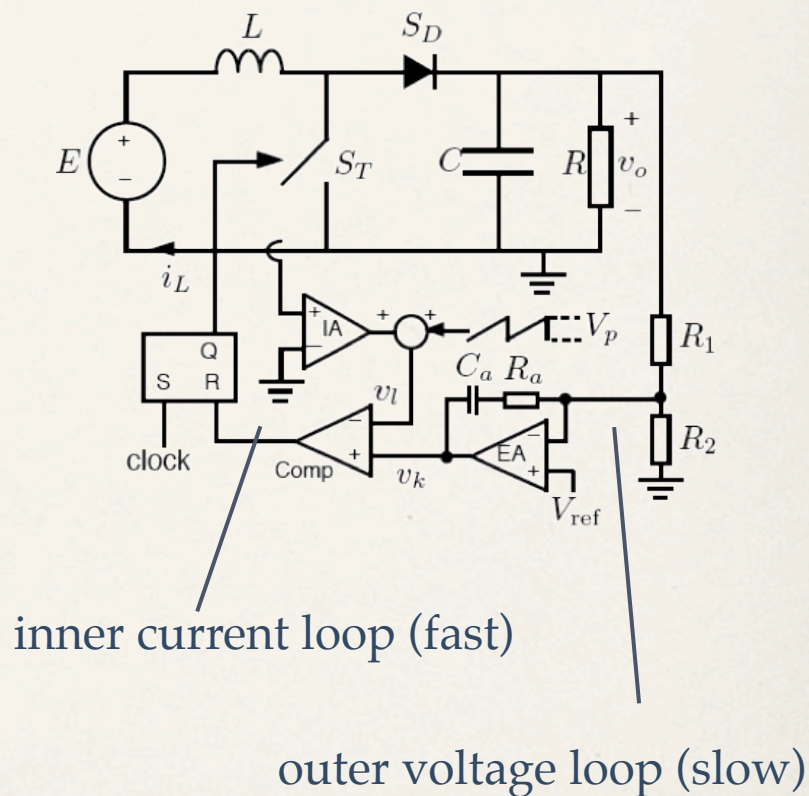 L
S_D
E
+
−
S_T
C
R
+
v_o
−
i_L
+
IA
−
+
+
V_p
Q
S R
clock
v_l
C_a R_a
R_1
R_2
−
+
Comp
v_k
−
EA
+
V_ref
inner current loop (fast)
outer voltage loop (slow)